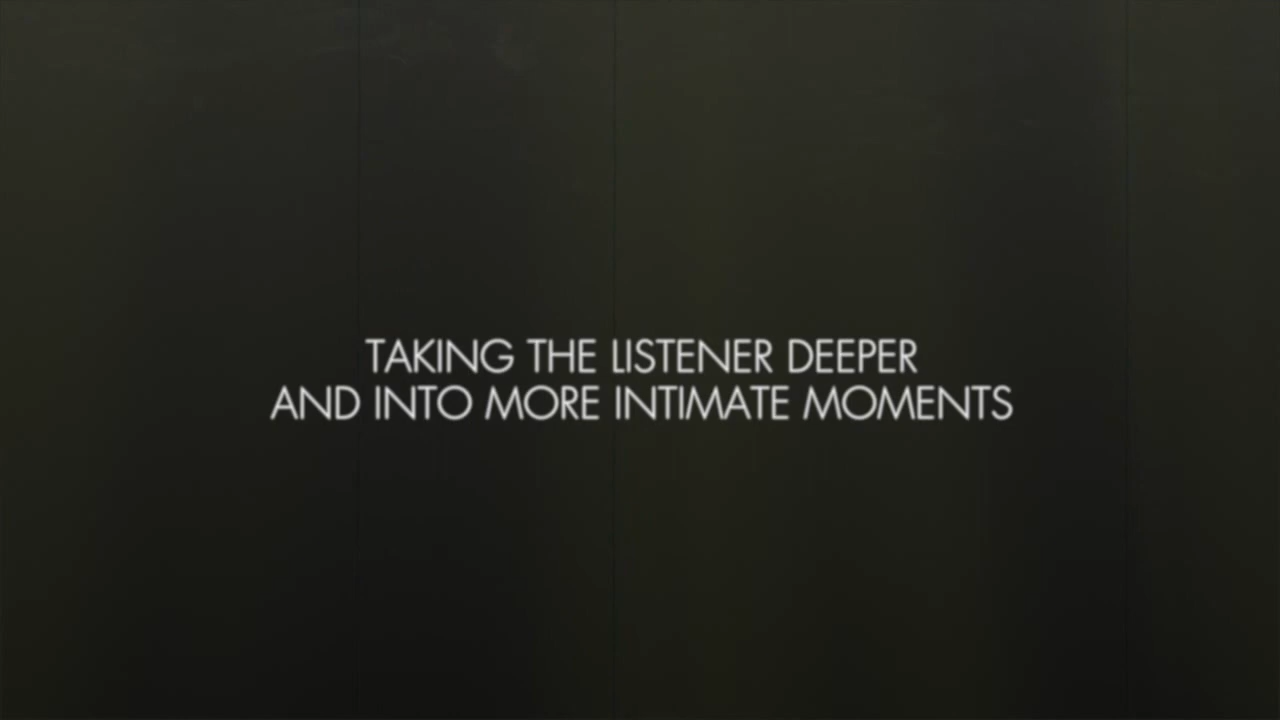 TAKING THE LISTENER DEEPER
AND INTO MORE INTIMATE MOMENTS